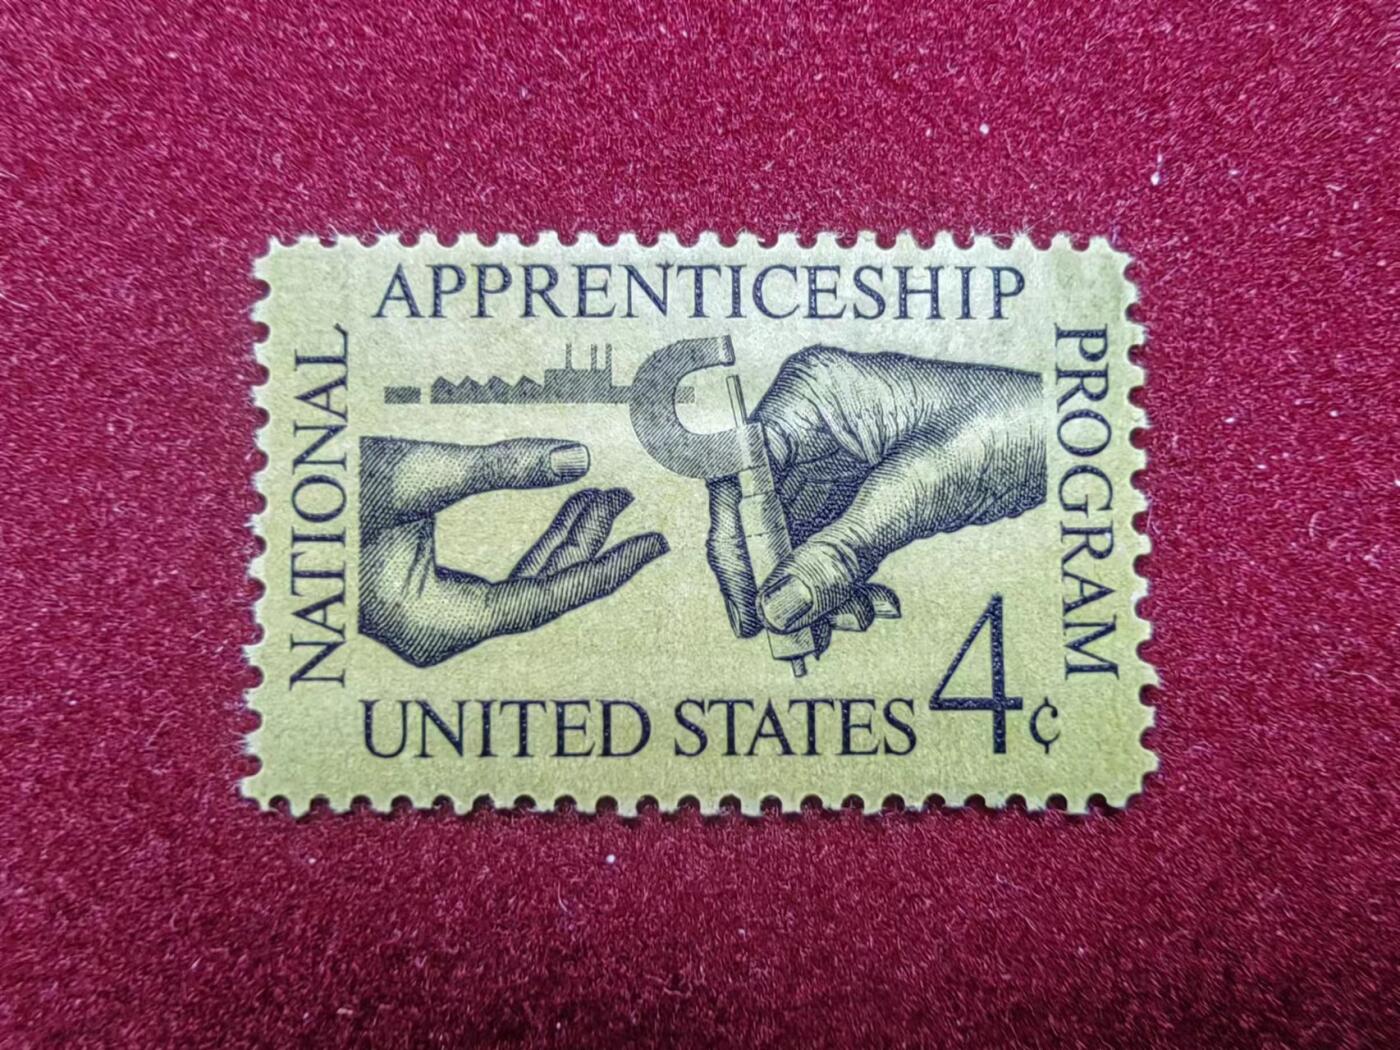 NATIONAL
APPRENTICESHIP
PROGRAM
UNITED STATES 4¢